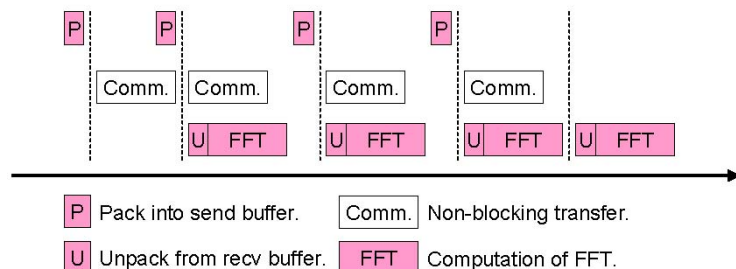 P P P P
Comm. Comm. Comm. Comm.
U FFT U FFT U FFT U FFT
P Pack into send buffer. Comm. Non-blocking transfer.
U Unpack from recv buffer. FFT Computation of FFT.